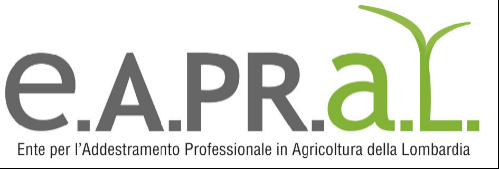 e.A.PR.a.L.
Ente per l'Addestramento Professionale in Agricoltura della Lombardia